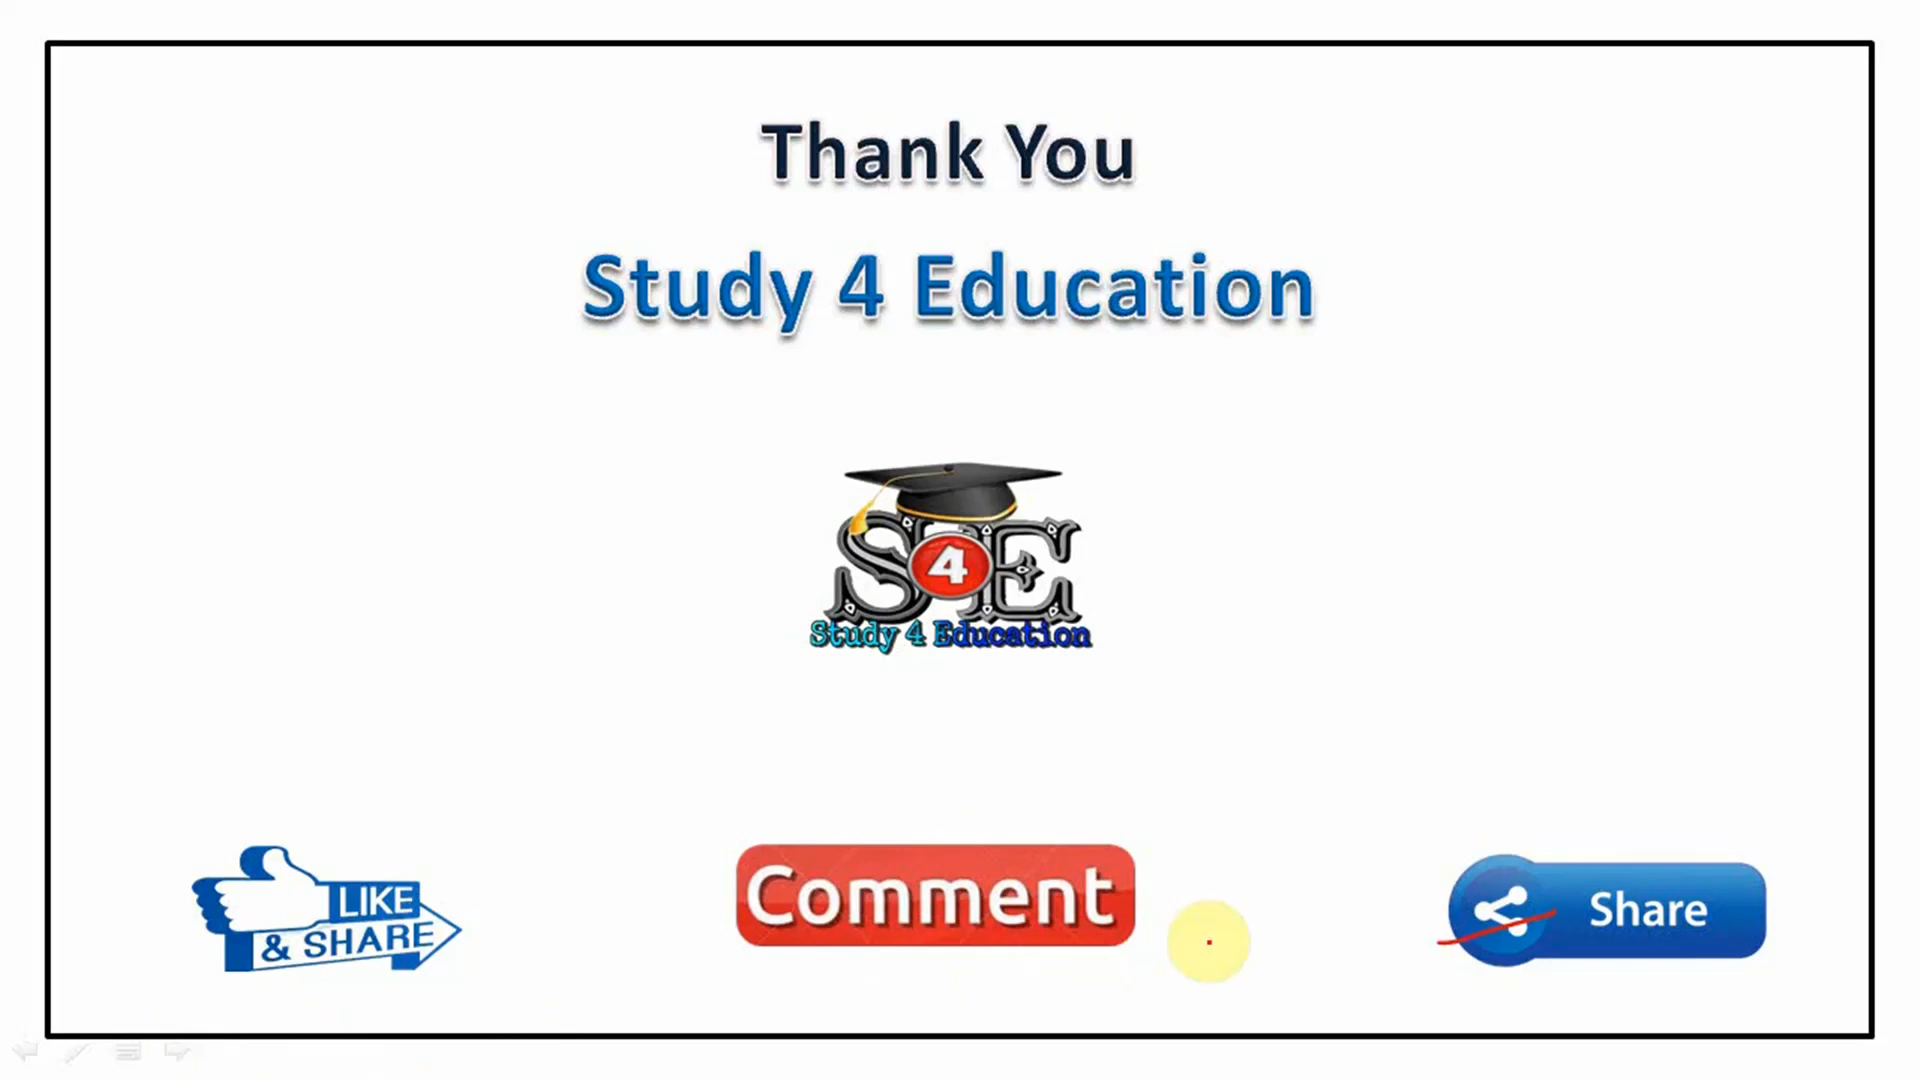 Thank You
Study 4 Education
S4E
Study 4 Education
LIKE
& SHARE
Comment
Share